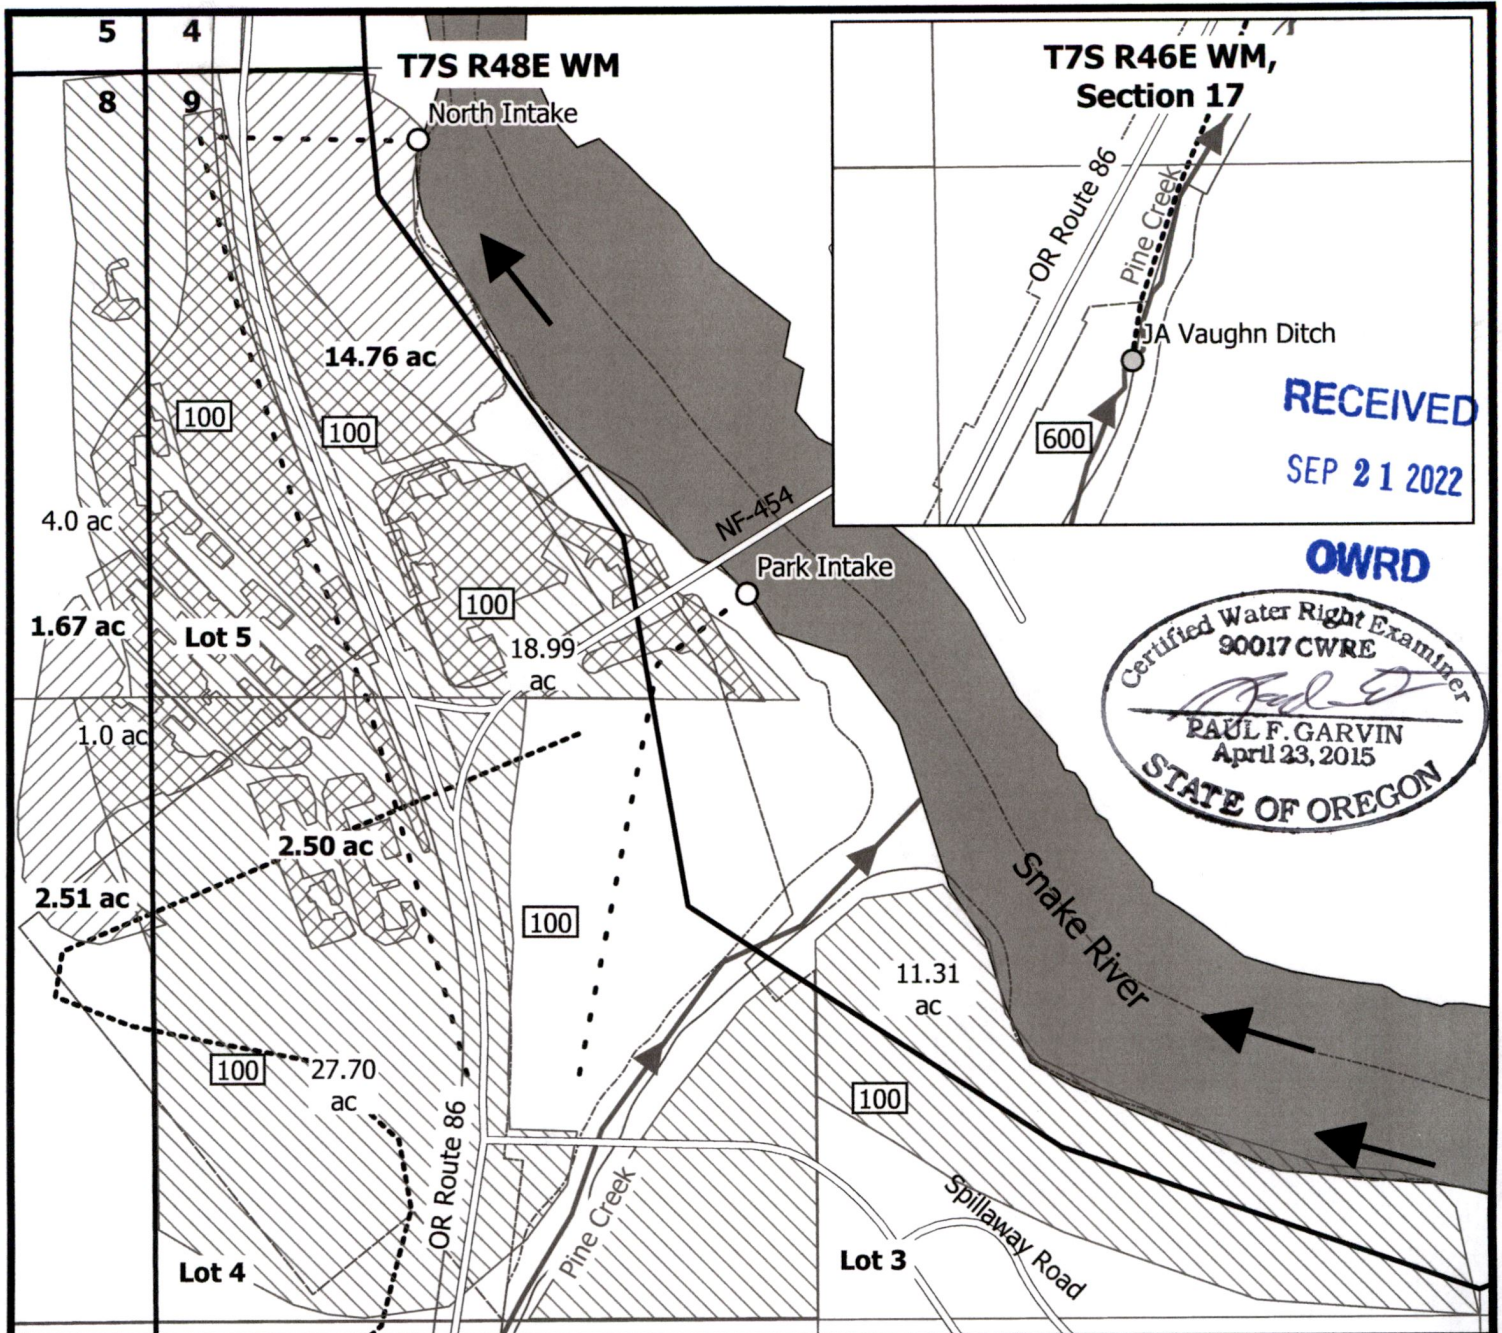 5
4
T7S R48E WM
8
9
North Intake
T7S R46E WM,
Section 17
OR Route 86
Pine Creek
JA Vaughn Ditch
600
RECEIVED
SEP 21 2022
OWRD
14.76 ac
100
100
4.0 ac
NF-454
Park Intake
100
1.67 ac
Lot 5
18.99
ac
Certified Water Right Examiner
90017 CWRE
PAUL F. GARVIN
April 23, 2015
STATE OF OREGON
1.0 ac
2.50 ac
2.51 ac
100
Snake River
11.31
ac
100
27.70
ac
100
OR Route 86
Pine Creek
Spillaway Road
Lot 4
Lot 3